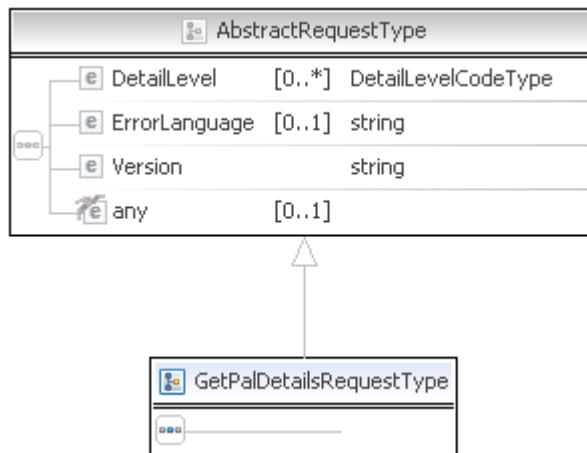 AbstractRequestType
e DetailLevel [0..*] DetailLevelCodeType
e ErrorLanguage [0..1] string
e Version string
e any [0..1]
GetPalDetailsRequestType